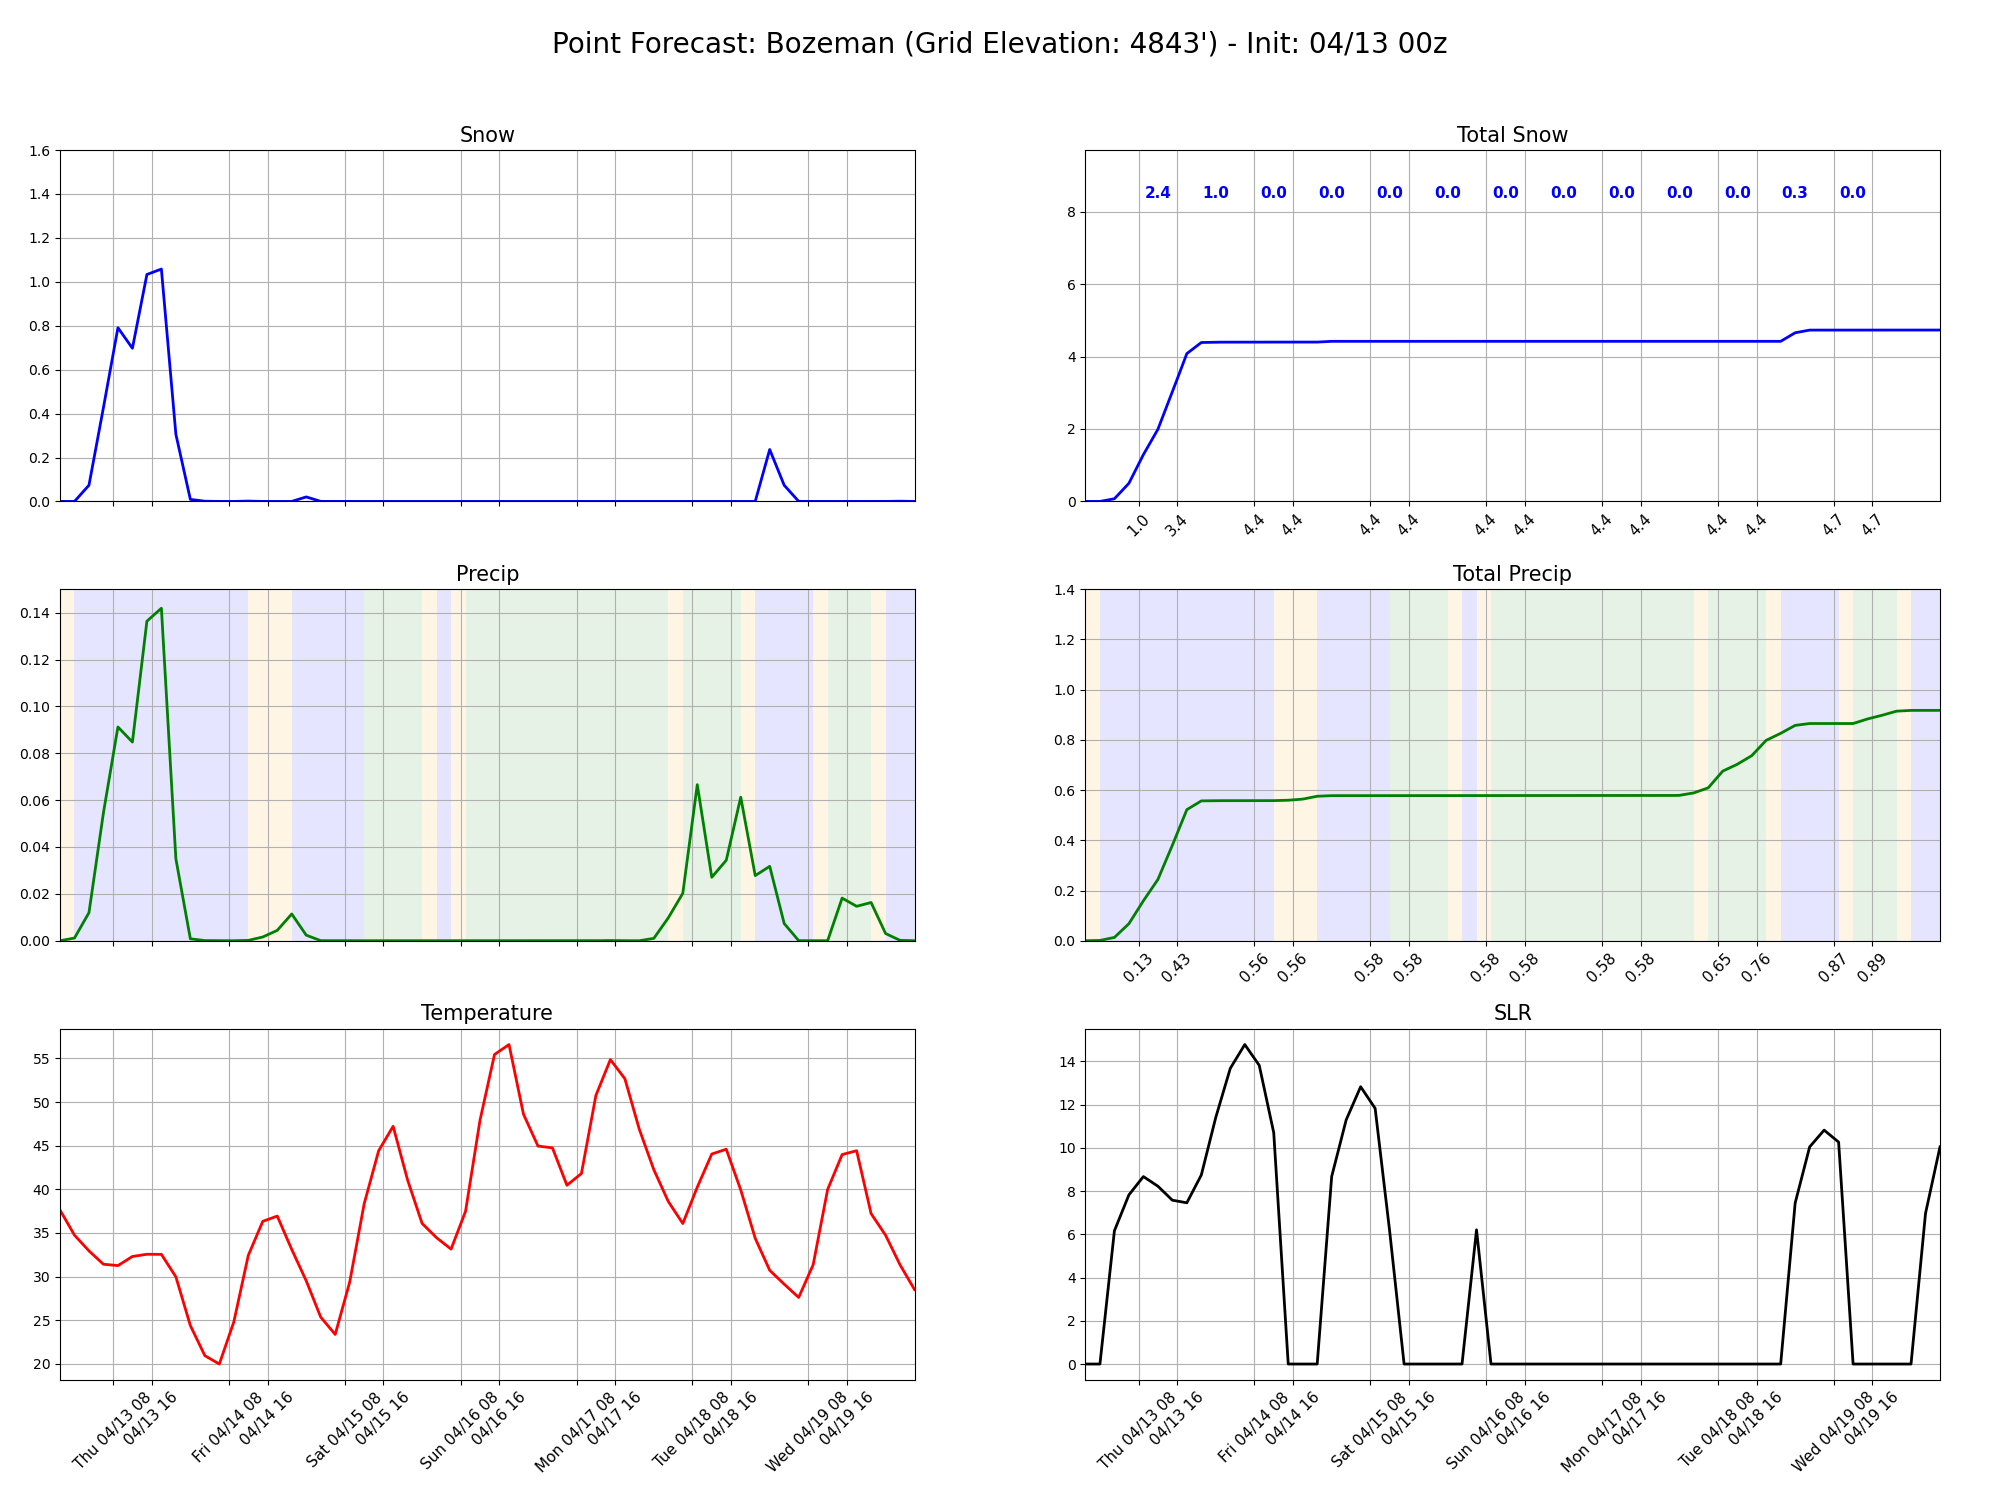 Point Forecast: Bozeman (Grid Elevation: 4843') - Init: 04/13 00z
Snow
1.6
1.4
1.2
1.0
0.8
0.6
0.4
0.2
0.0
Total Snow
2.4 1.0 0.0 0.0 0.0 0.0 0.0 0.0 0.0 0.0 0.0 0.3 0.0
8
6
4
2
0
1.0 3.4 4.4 4.4 4.4 4.4 4.4 4.4 4.4 4.4 4.4 4.4 4.7 4.7
Precip
0.14
0.12
0.10
0.08
0.06
0.04
0.02
0.00
Total Precip
1.4
1.2
1.0
0.8
0.6
0.4
0.2
0.0
0.13 0.43 0.56 0.56 0.58 0.58 0.58 0.58 0.58 0.58 0.65 0.76 0.87 0.89
Temperature
55
50
45
40
35
30
25
20
Thu 04/13 08
04/13 16
Fri 04/14 08
04/14 16
Sat 04/15 08
04/15 16
Sun 04/16 08
04/16 16
Mon 04/17 08
04/17 16
Tue 04/18 08
04/18 16
Wed 04/19 08
04/19 16
SLR
14
12
10
8
6
4
2
0
Thu 04/13 08
04/13 16
Fri 04/14 08
04/14 16
Sat 04/15 08
04/15 16
Sun 04/16 08
04/16 16
Mon 04/17 08
04/17 16
Tue 04/18 08
04/18 16
Wed 04/19 08
04/19 16